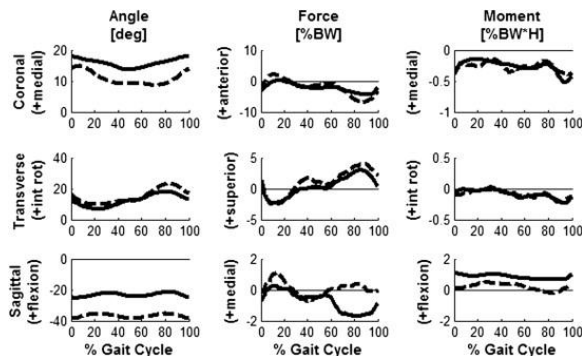 Angle
[deg]
Force
[%BW]
Moment
[%BW*H]
Coronal
(+medial)
20
10
0
0 20 40 60 80 100
(+anterior)
10
0
-10
0 20 40 60 80 100
(+medial)
0
-0.5
-1
0 20 40 60 80 100
Transverse
(+int rot)
40
20
0
0 20 40 60 80 100
(+superior)
5
0
-5
0 20 40 60 80 100
(+int rot)
0.5
0
-0.5
0 20 40 60 80 100
Sagittal
(+flexion)
0
-20
-40
0 20 40 60 80 100
% Gait Cycle
(+medial)
2
0
-2
0 20 40 60 80 100
% Gait Cycle
(+flexion)
2
0
-2
0 20 40 60 80 100
% Gait Cycle